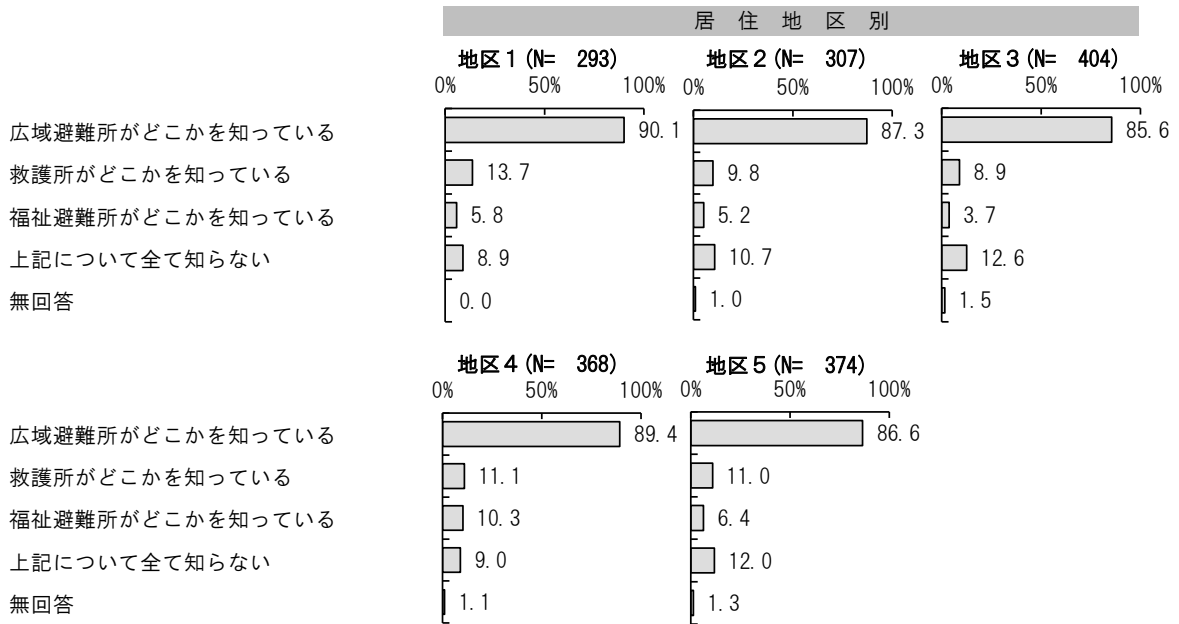 居 住 地 区 別
地区１(N= 293) 地区２(N= 307) 地区３(N= 404)
0% 50% 100% 0% 50% 100% 0% 50% 100%
広域避難所がどこかを知っている 90.1 87.3 85.6
救護所がどこかを知っている 13.7 9.8 8.9
福祉避難所がどこかを知っている 5.8 5.2 3.7
上記について全て知らない 8.9 10.7 12.6
無回答 0.0 1.0 1.5
地区４(N= 368) 地区５(N= 374)
0% 50% 100% 0% 50% 100%
広域避難所がどこかを知っている 89.4 86.6
救護所がどこかを知っている 11.1 11.0
福祉避難所がどこかを知っている 10.3 6.4
上記について全て知らない 9.0 12.0
無回答 1.1 1.3